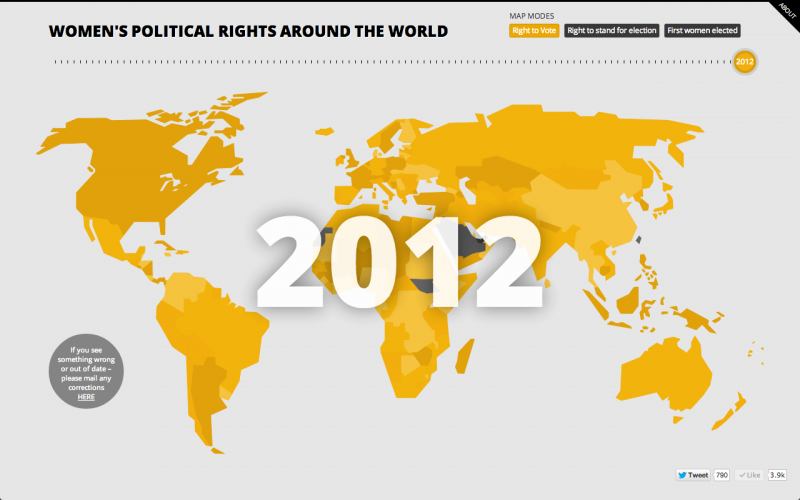 ABOUT
WOMEN'S POLITICAL RIGHTS AROUND THE WORLD
MAP MODES
Right to Vote
Right to stand for election
First women elected
2012
2012
If you see
something wrong
or out of date –
please mail any
corrections
HERE
Tweet
790
Like
3.9k